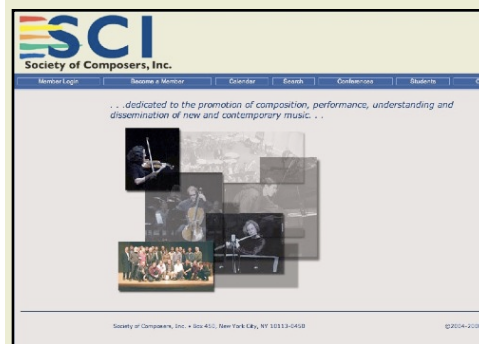 SCI
Society of Composers, Inc.
Member Login Become a Member Calendar Search Conferences Students
. . .dedicated to the promotion of composition, performance, understanding and
dissemination of new and contemporary music. . .
Society of Composers, Inc. • Box 450, New York City, NY 10113-0450